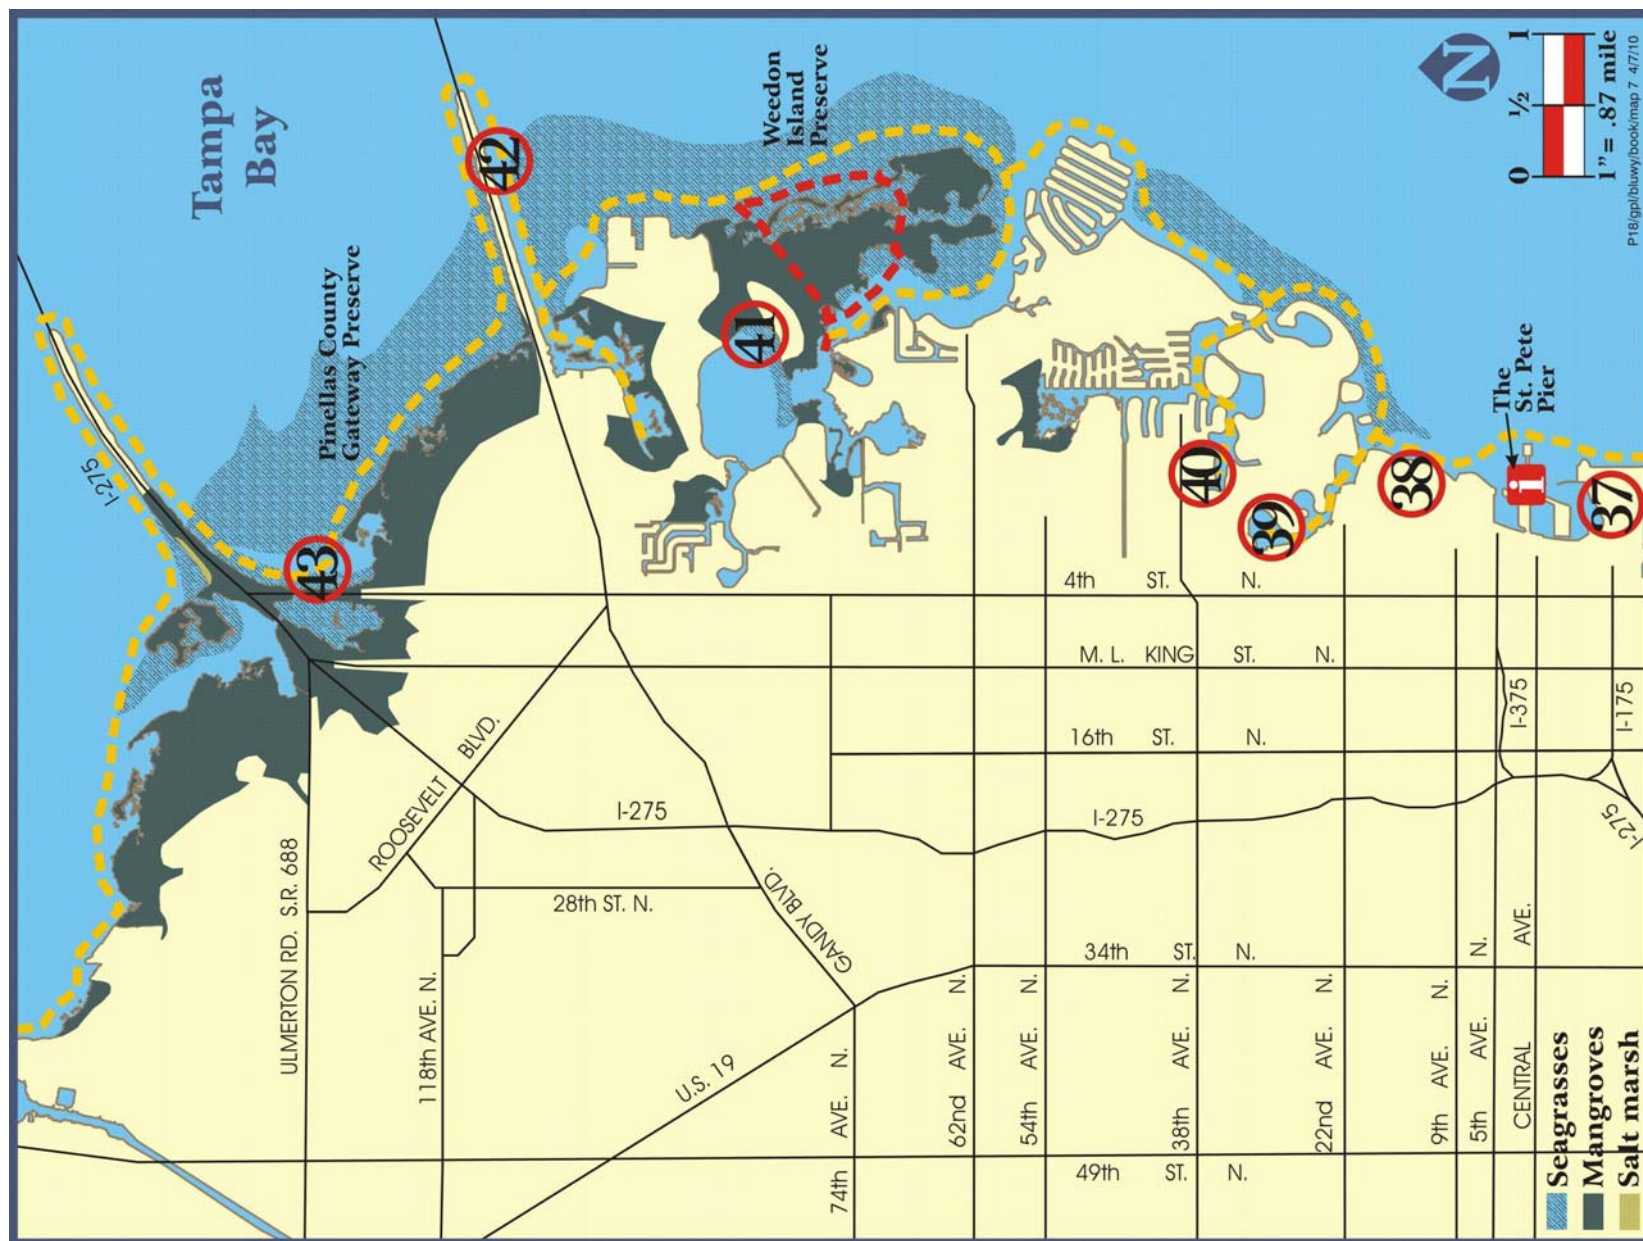 Tampa
Bay
42
Weedon
Island
Preserve
N
0 ½ 1
1”= .87 mile
P18/gpl/bluwy/book/map 7 4/7/10
I-275
Pinellas County
Gateway Preserve
43
41
40
39
38
The
St. Pete
Pier
i
37
4th ST. N.
M. L. KING ST. N.
16th ST. N.
I-375
I-175
ROOSEVELT BLVD.
I-275
I-275
I-275
ULMERTON RD. S.R. 688
28th ST. N.
GANDY BLVD.
34th ST. N.
118th AVE. N.
U.S. 19
74th AVE. N.
62nd AVE. N.
54th AVE. N.
38th AVE. N.
22nd AVE. N.
9th AVE. N.
5th AVE. N.
CENTRAL AVE.
49th ST. N.
Seagrasses
Mangroves
Salt marsh